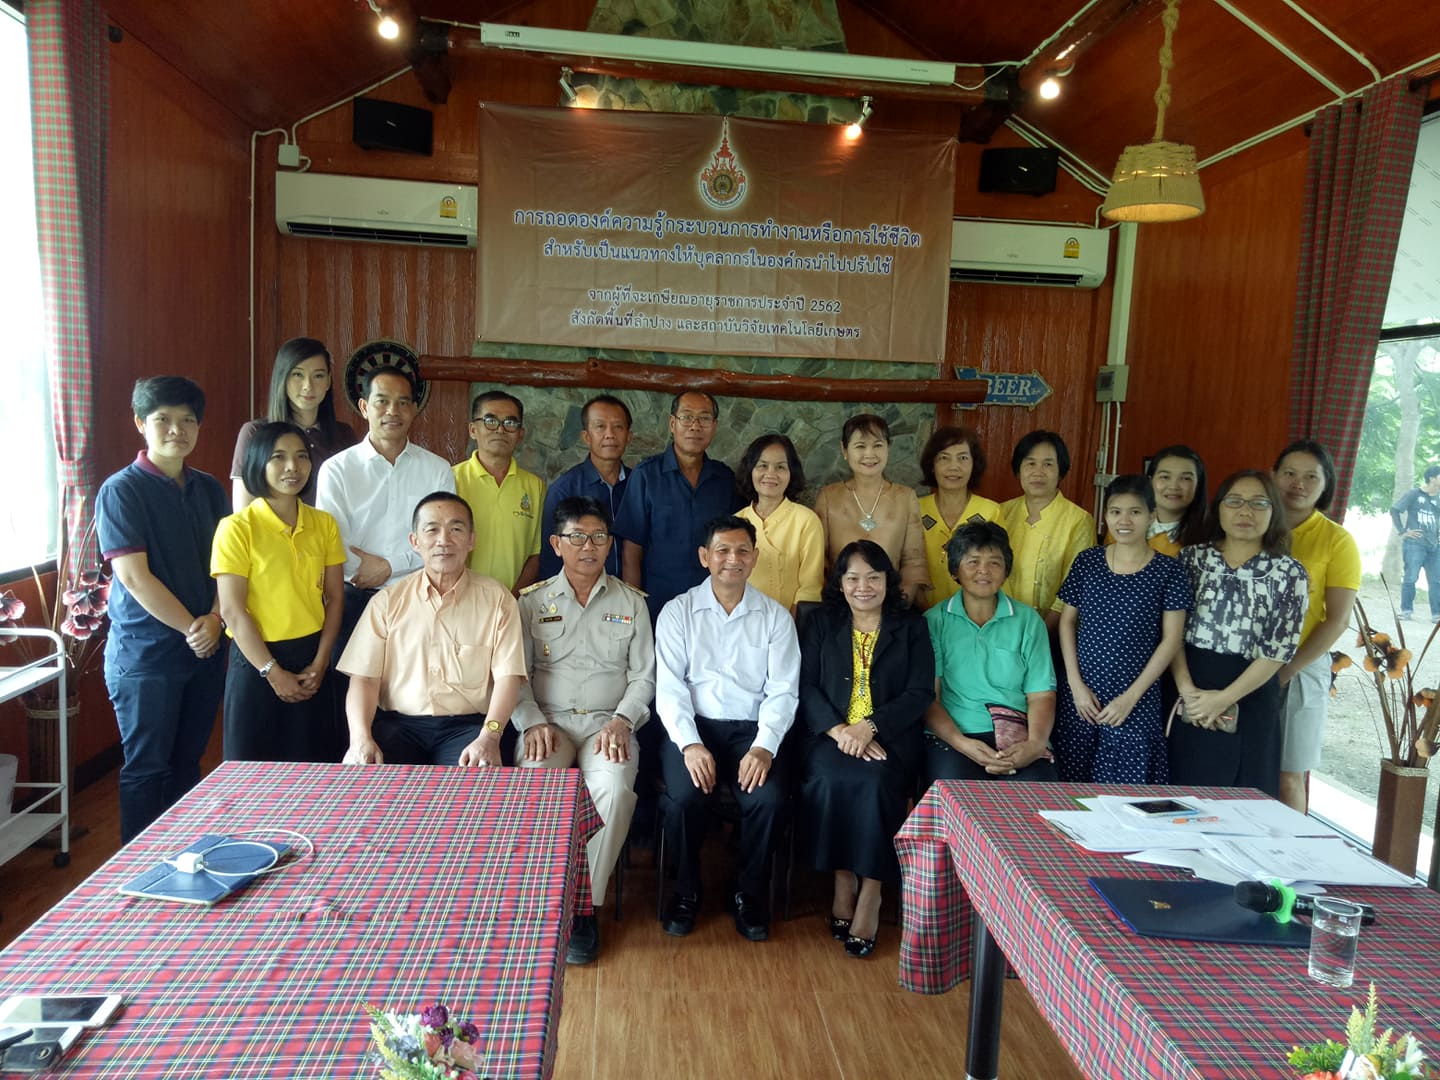 การถอดองค์ความรู้กระบวนการทำงานหรือการใช้ชีวิต
สำหรับเป็นแนวทางให้บุคลากรในองค์กรนำไปปรับใช้
จากผู้ที่จะเกษียณอายุราชการประจำปี 2562
สังกัดพื้นที่ลำปาง และสถาบันวิจัยเทคโนโลยีเกษตร
BEER